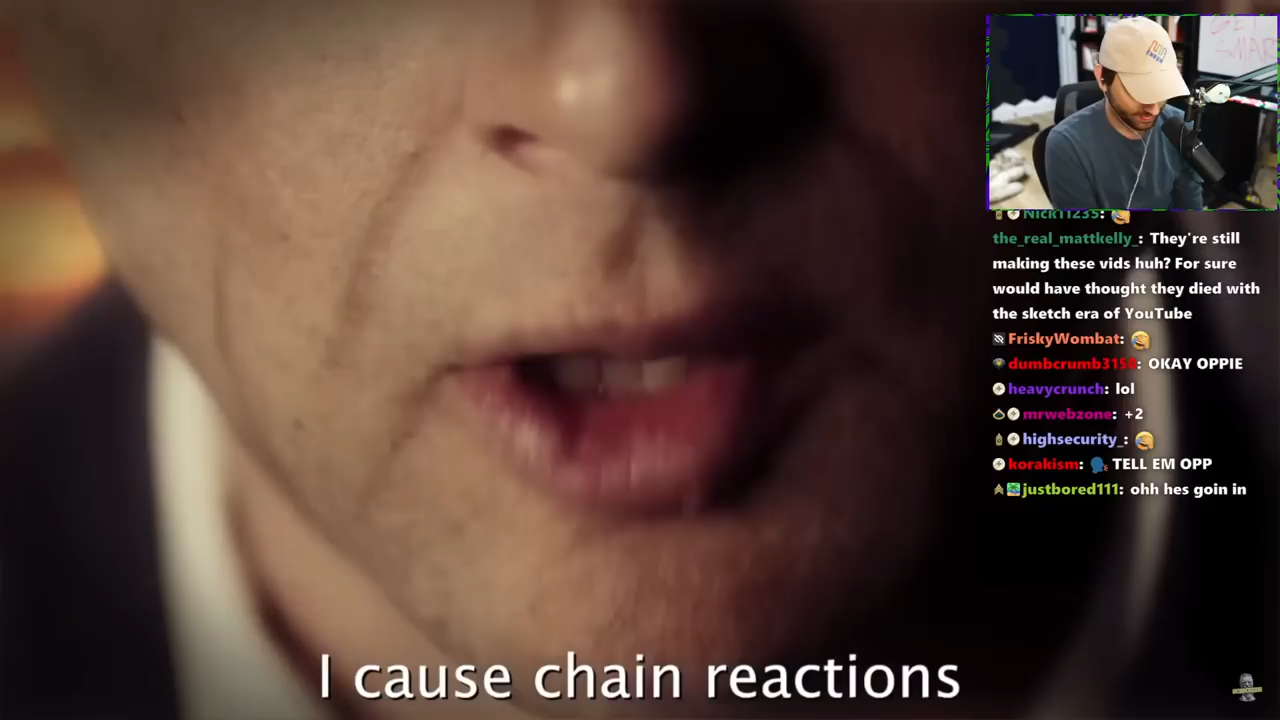 GET
SMAR
Nick11235:
the_real_mattkelly_: They're still
making these vids huh? For sure
would have thought they died with
the sketch era of YouTube
FriskyWombat:
dumbcrumb3150: OKAY OPPIE
heavycrunch: lol
mrwebzone: +2
highsecurity_:
korakism: TELL EM OPP
justbored111: ohh hes goin in
I cause chain reactions